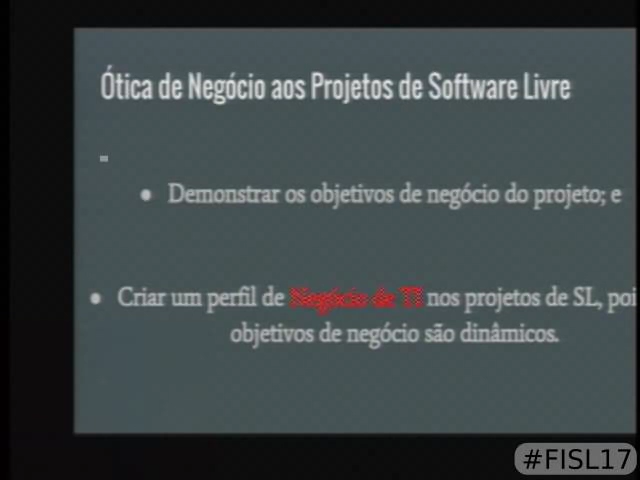 Ótica de Negócio aos Projetos de Software Livre
• Demonstrar os objetivos de negócio do projeto; e
• Criar um perfil de Negócio de TI nos projetos de SL, poi
objetivos de negócio são dinâmicos.
#FISL17